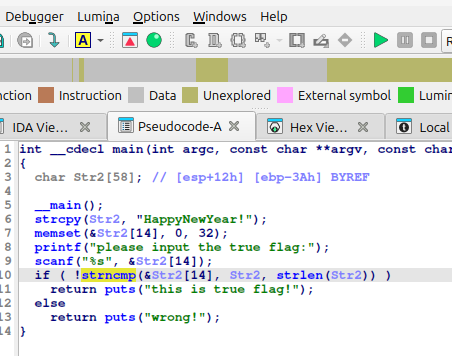 Debugger Lumina Options Windows Help
A
nction Instruction Data Unexplored External symbol Lumin
IDA Vie... Pseudocode-A Hex View... Local
1 int __cdecl main(int argc, const char **argv, const char
2 {
3 char Str2[58]; // [esp+12h] [ebp-3Ah] BYREF
4
5 __main();
6 strcpy(Str2, "HappyNewYear!");
7 memset(&Str2[14], 0, 32);
8 printf("please input the true flag:");
9 scanf("%s", &Str2[14]);
10 if ( !strncmp(&Str2[14], Str2, strlen(Str2)) )
11 return puts("this is true flag!");
12 else
13 return puts("wrong!");
14 }